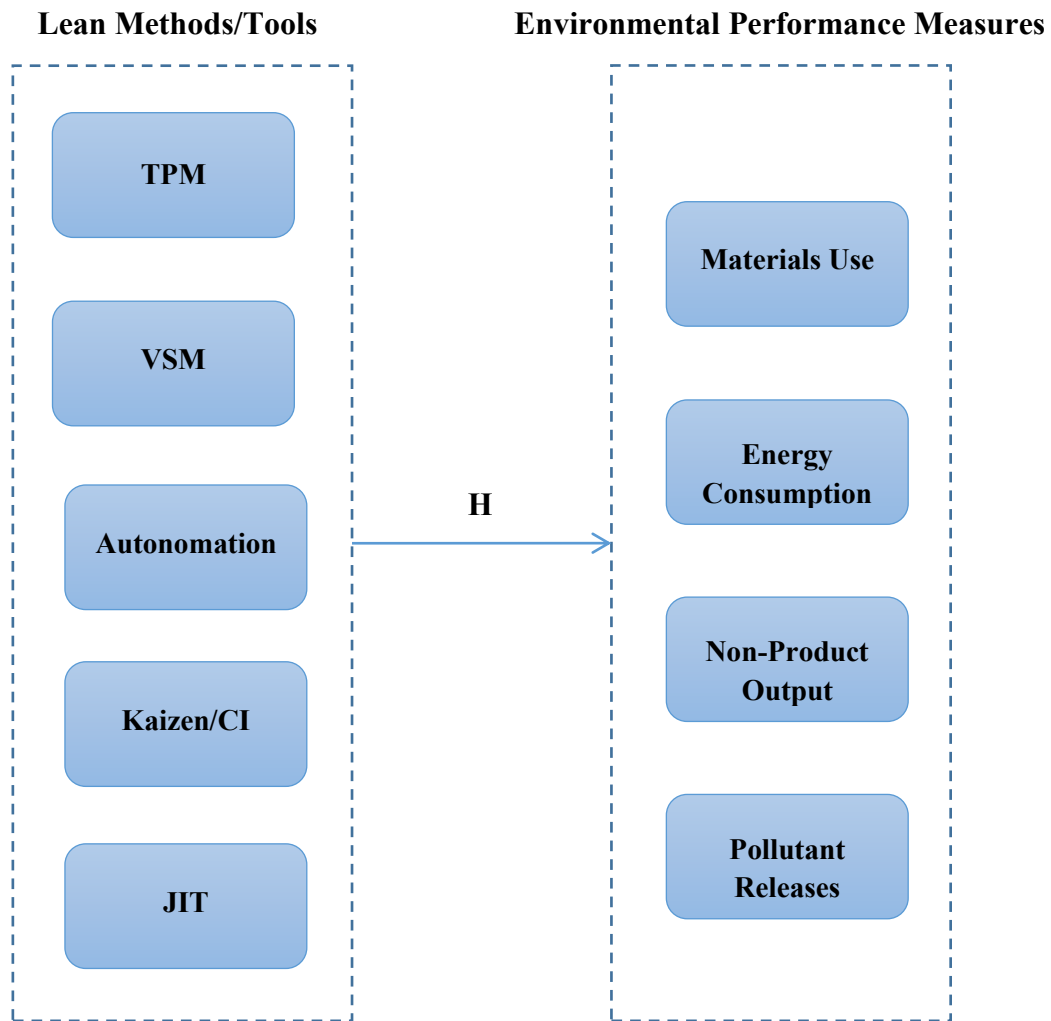 Lean Methods/Tools
Environmental Performance Measures
TPM
VSM
Autonomation
Kaizen/CI
JIT
H
Materials Use
Energy
Consumption
Non-Product
Output
Pollutant
Releases